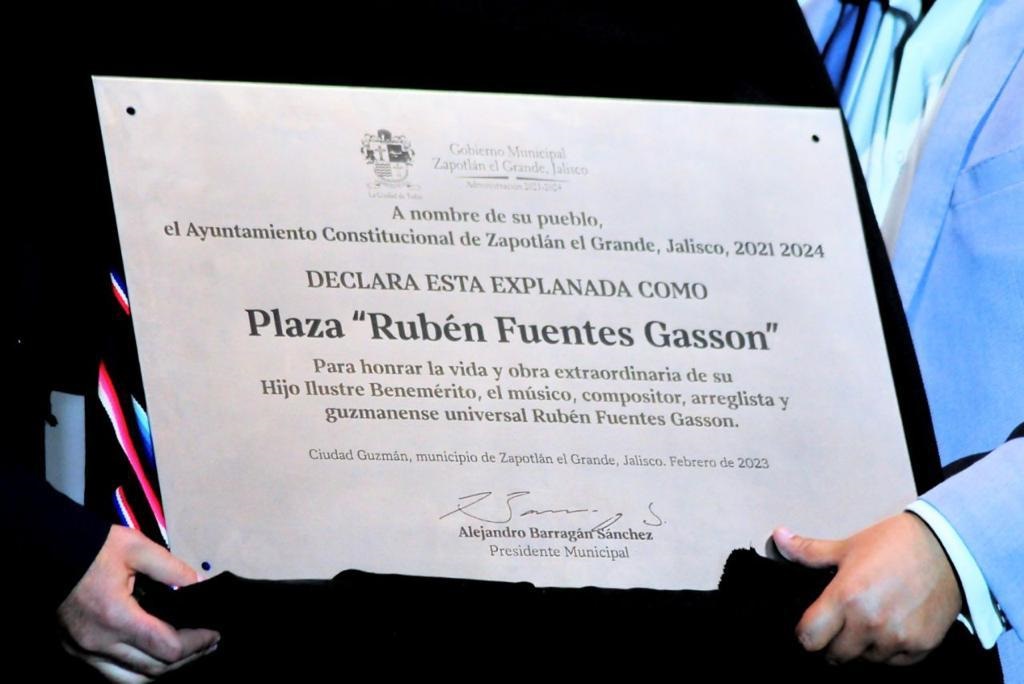 Gobierno Municipal
Zapotlán el Grande, Jalisco
Administración 2021-2024
A nombre de su pueblo,
el Ayuntamiento Constitucional de Zapotlán el Grande, Jalisco, 2021 2024
DECLARA ESTA EXPLANADA COMO
Plaza “Rubén Fuentes Gasson”
Para honrar la vida y obra extraordinaria de su
Hijo Ilustre Benemérito, el músico, compositor, arreglista y
guzmanense universal Rubén Fuentes Gasson.
Ciudad Guzmán, municipio de Zapotlán el Grande, Jalisco. Febrero de 2023
Alejandro Barragán Sánchez
Presidente Municipal